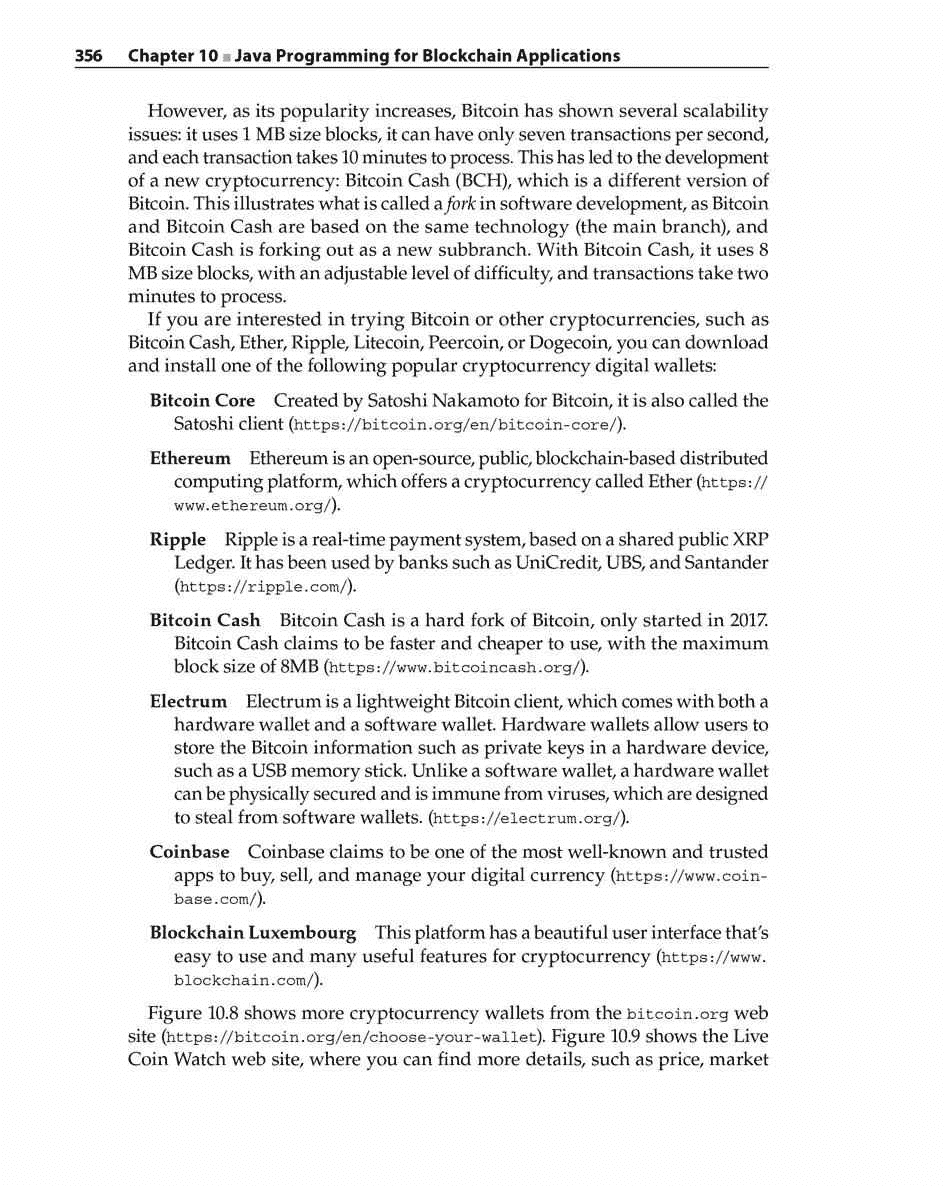 356 Chapter 10 ■ Java Programming for Blockchain Applications
However, as its popularity increases, Bitcoin has shown several scalability
issues: it uses 1 MB size blocks, it can have only seven transactions per second,
and each transaction takes 10 minutes to process. This has led to the development
of a new cryptocurrency: Bitcoin Cash (BCH), which is a different version of
Bitcoin. This illustrates what is called a fork in software development, as Bitcoin
and Bitcoin Cash are based on the same technology (the main branch), and
Bitcoin Cash is forking out as a new subbranch. With Bitcoin Cash, it uses 8
MB size blocks, with an adjustable level of difficulty, and transactions take two
minutes to process.
If you are interested in trying Bitcoin or other cryptocurrencies, such as
Bitcoin Cash, Ether, Ripple, Litecoin, Peercoin, or Dogecoin, you can download
and install one of the following popular cryptocurrency digital wallets:
Bitcoin Core Created by Satoshi Nakamoto for Bitcoin, it is also called the
Satoshi client (https://bitcoin.org/en/bitcoin-core/).
Ethereum Ethereum is an open-source, public, blockchain-based distributed
computing platform, which offers a cryptocurrency called Ether (https://
www.ethereum.org/).
Ripple Ripple is a real-time payment system, based on a shared public XRP
Ledger. It has been used by banks such as UniCredit, UBS, and Santander
(https://ripple.com/).
Bitcoin Cash Bitcoin Cash is a hard fork of Bitcoin, only started in 2017.
Bitcoin Cash claims to be faster and cheaper to use, with the maximum
block size of 8MB (https://www.bitcoincash.org/).
Electrum Electrum is a lightweight Bitcoin client, which comes with both a
hardware wallet and a software wallet. Hardware wallets allow users to
store the Bitcoin information such as private keys in a hardware device,
such as a USB memory stick. Unlike a software wallet, a hardware wallet
can be physically secured and is immune from viruses, which are designed
to steal from software wallets. (https://electrum.org/).
Coinbase Coinbase claims to be one of the most well-known and trusted
apps to buy, sell, and manage your digital currency (https://www.coin-
base.com/).
Blockchain Luxembourg This platform has a beautiful user interface that's
easy to use and many useful features for cryptocurrency (https://www.
blockchain.com/).
Figure 10.8 shows more cryptocurrency wallets from the bitcoin.org web
site (https://bitcoin.org/en/choose-your-wallet). Figure 10.9 shows the Live
Coin Watch web site, where you can find more details, such as price, market